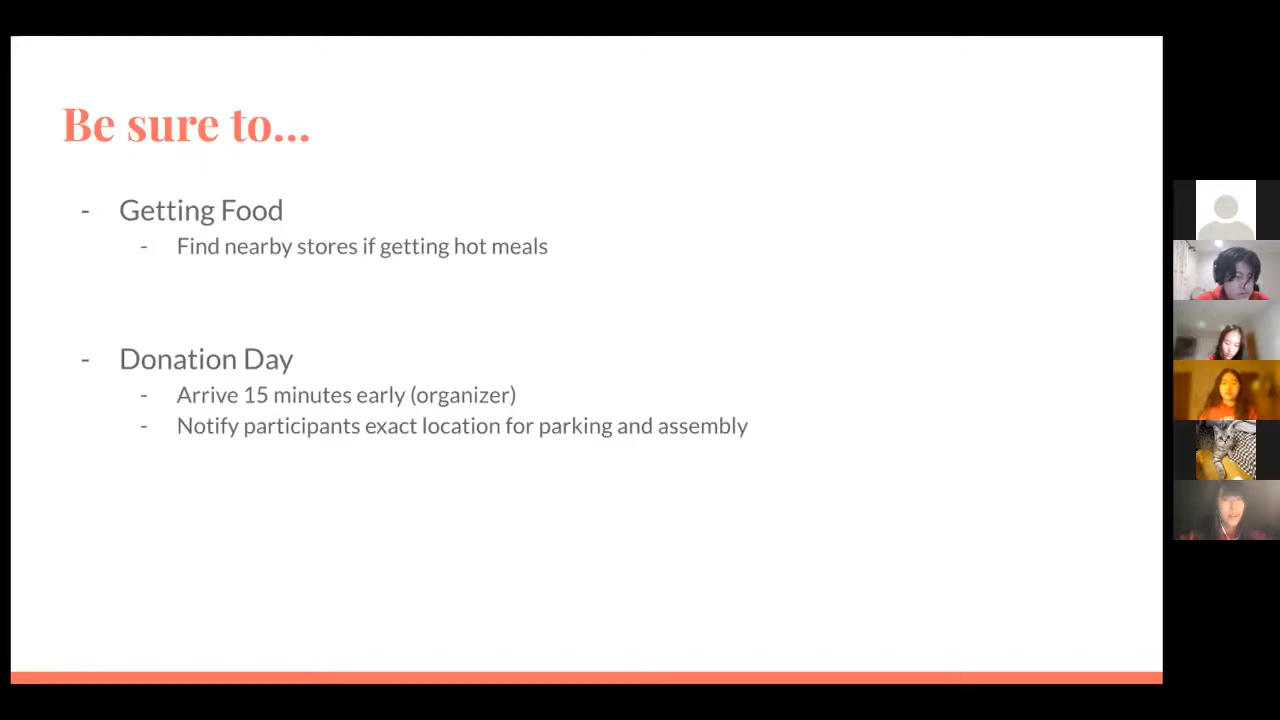 Be sure to...
- Getting Food
- Find nearby stores if getting hot meals
- Donation Day
- Arrive 15 minutes early (organizer)
- Notify participants exact location for parking and assembly